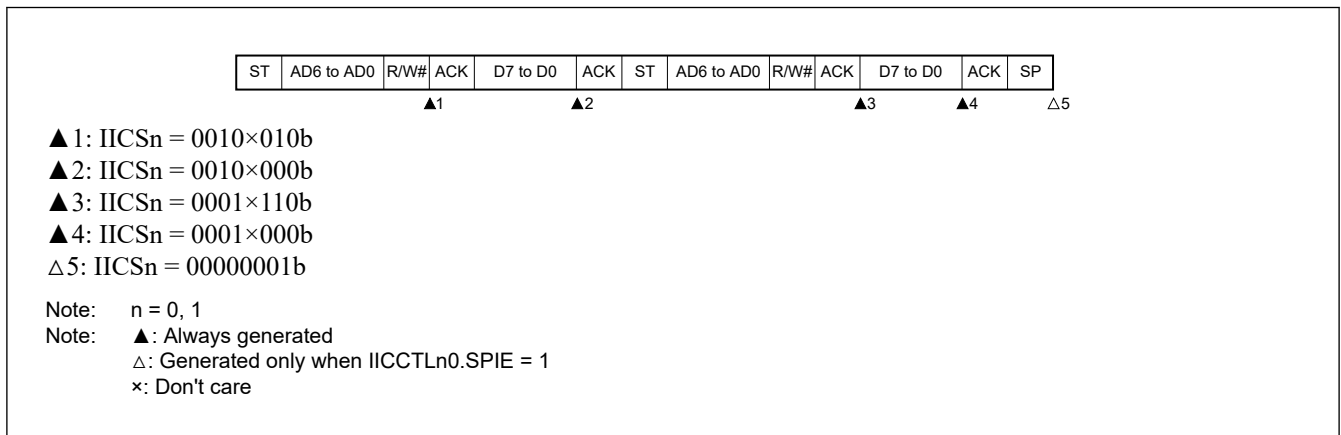 ST AD6 to AD0 R/W# ACK D7 to D0 ACK ST AD6 to AD0 R/W# ACK D7 to D0 ACK SP
▲1 ▲2 ▲3 ▲4 △5
▲1: IICSn = 0010×010b
▲2: IICSn = 0010×000b
▲3: IICSn = 0001×110b
▲4: IICSn = 0001×000b
△5: IICSn = 00000001b
Note: n = 0, 1
Note: ▲: Always generated
△: Generated only when IICCTLn0.SPIE = 1
×: Don't care